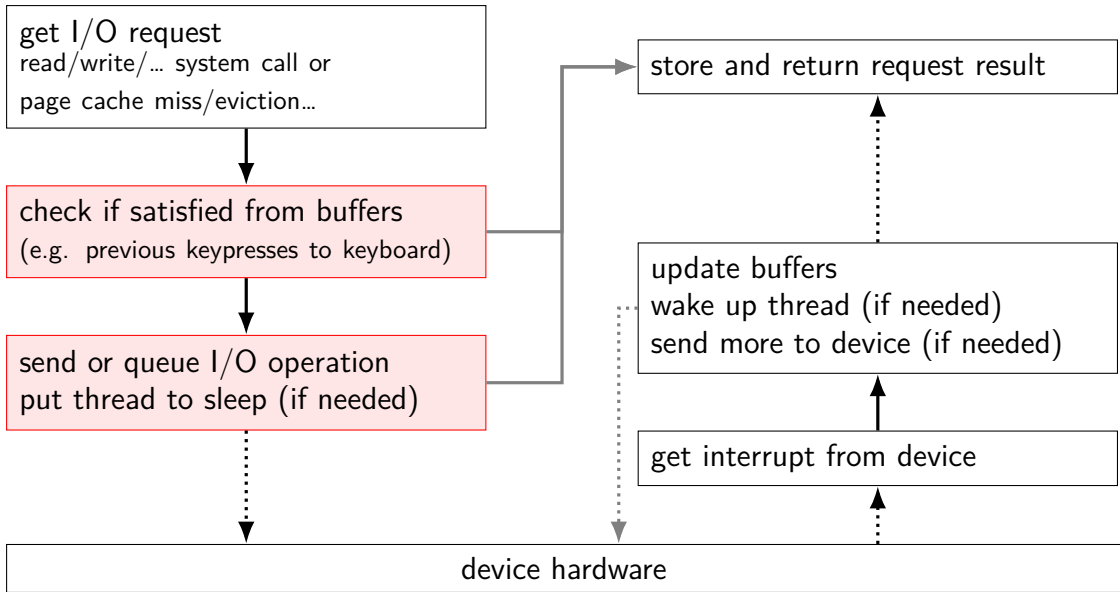 get I/O request
read/write/… system call or
page cache miss/eviction…
check if satisfied from buffers
(e.g. previous keypresses to keyboard)
send or queue I/O operation
put thread to sleep (if needed)
store and return request result
update buffers
wake up thread (if needed)
send more to device (if needed)
get interrupt from device
device hardware